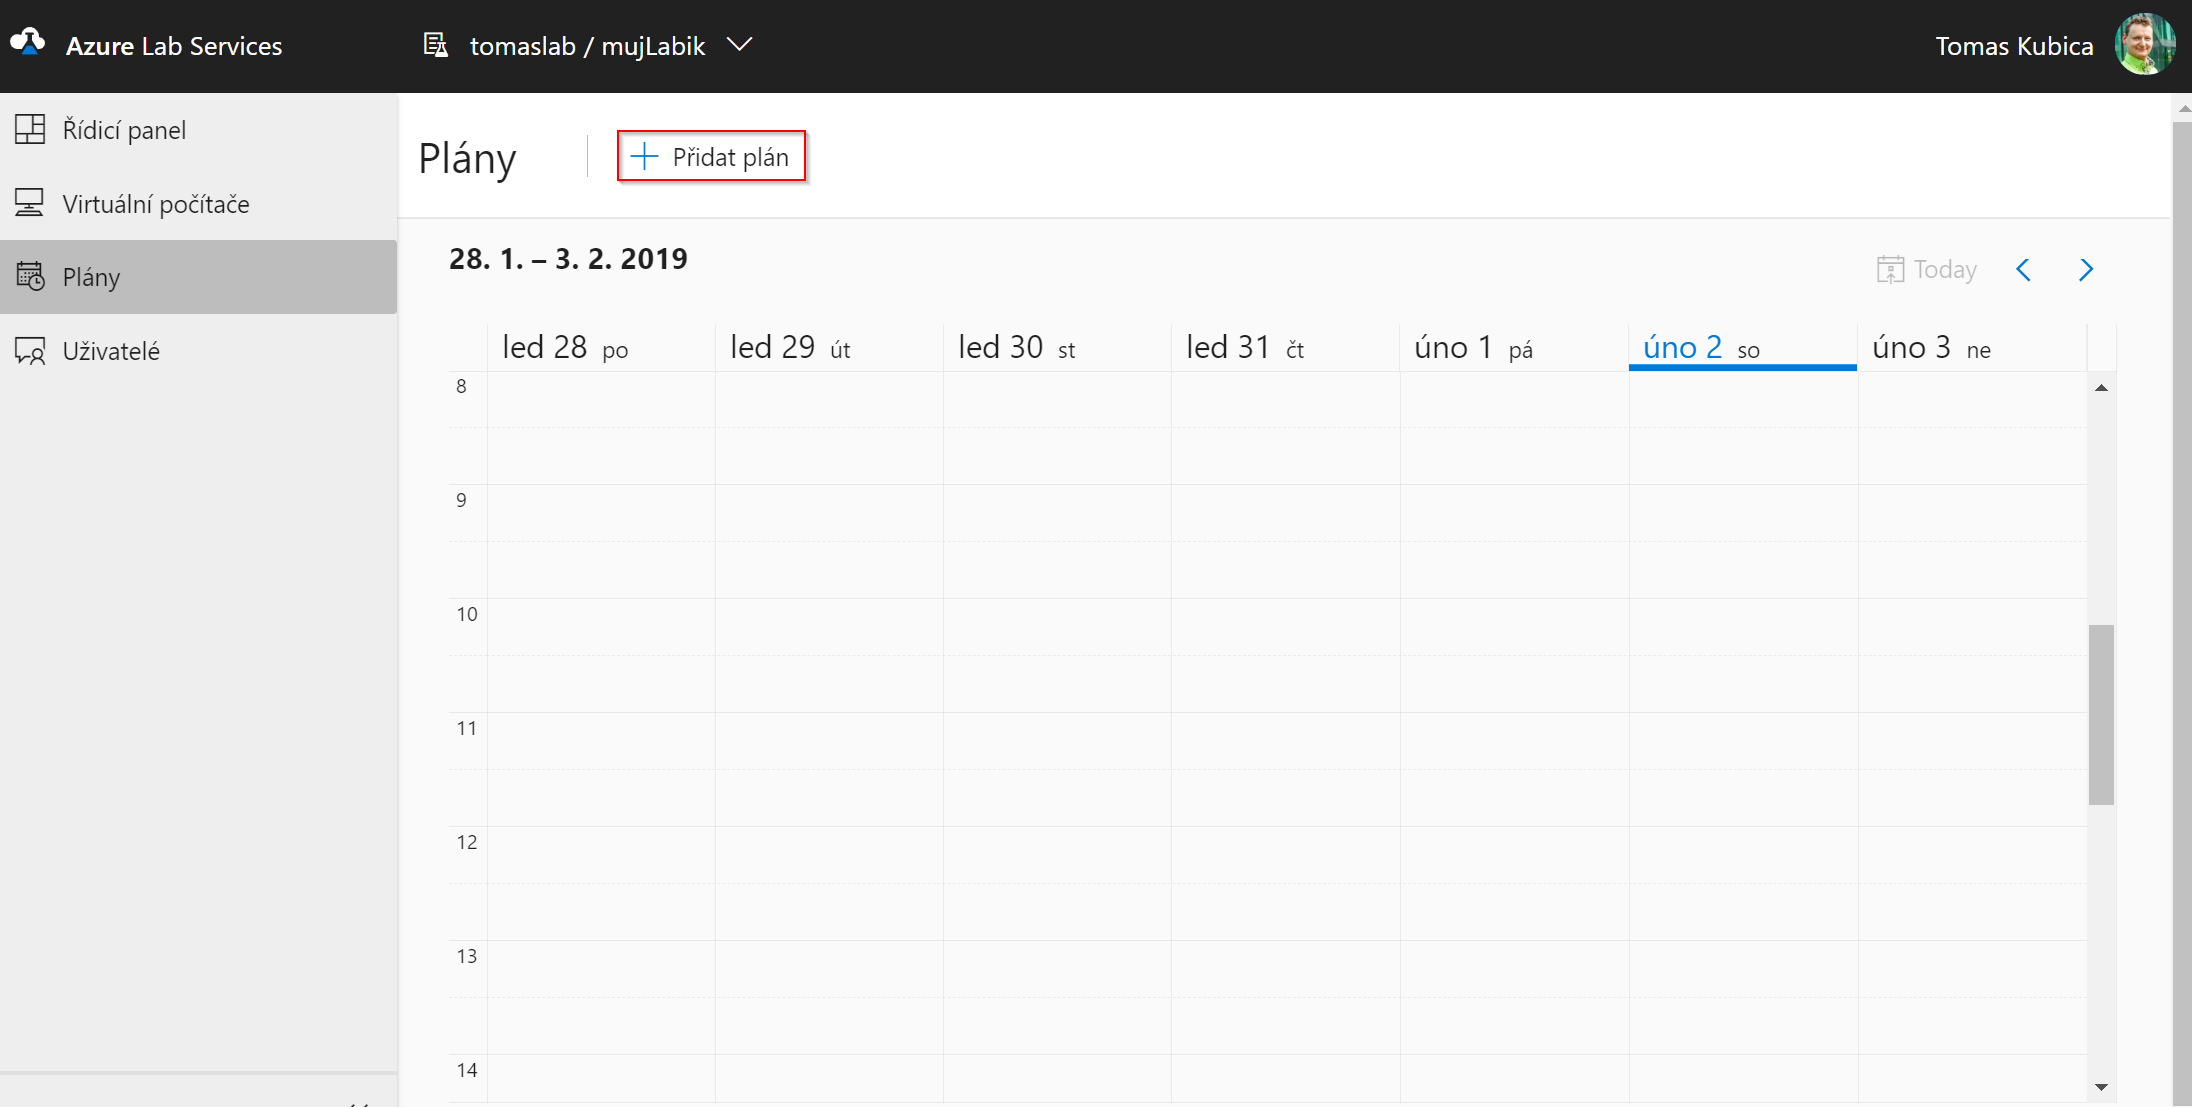 Azure Lab Services
tomaslab / mujLabik
Tomas Kubica
Řídicí panel
Virtuální počítače
Plány
Uživatelé
Plány
Přidat plán
28. 1. – 3. 2. 2019
Today
led 28 po
led 29 út
led 30 st
led 31 čt
úno 1 pá
úno 2 so
úno 3 ne
8
9
10
11
12
13
14